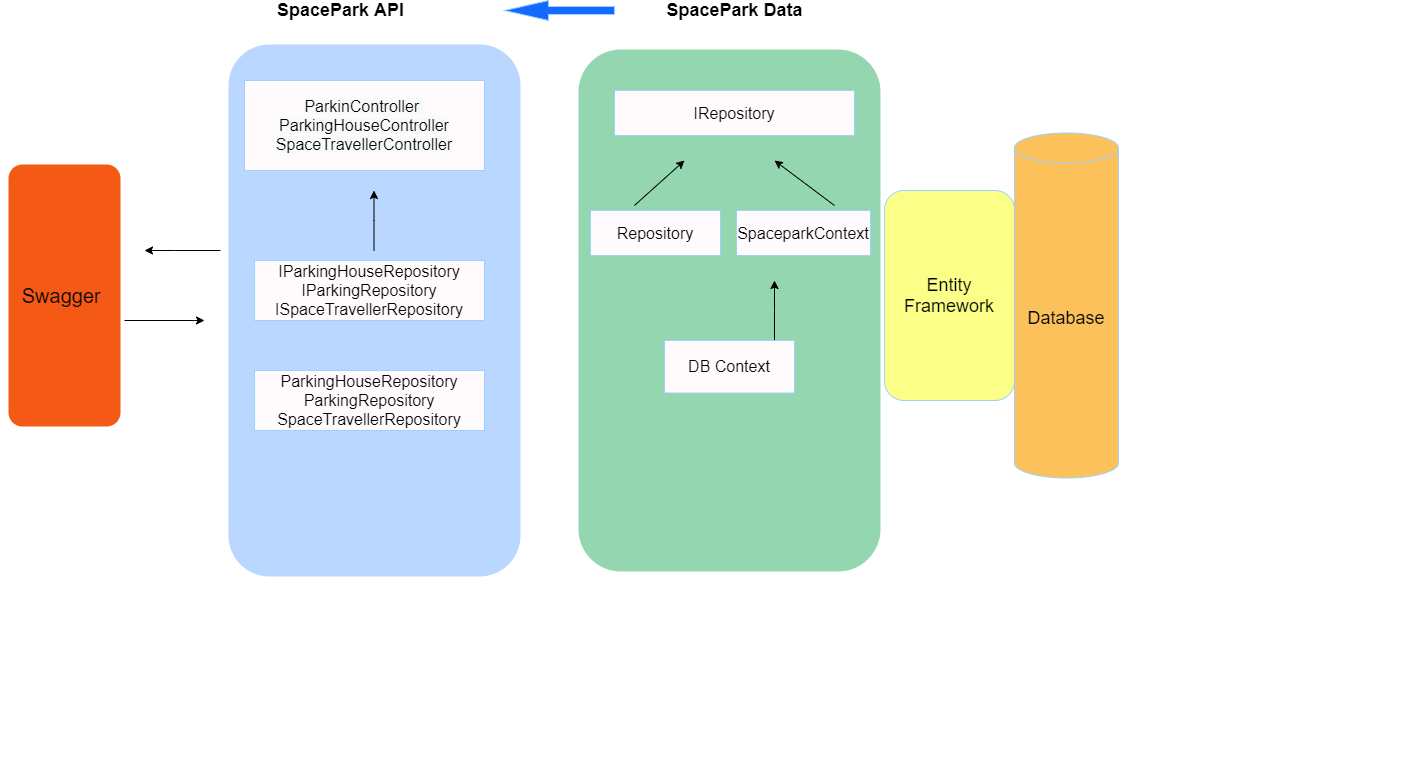 SpacePark API
SpacePark Data
Swagger
ParkinController
ParkingHouseController
SpaceTravellerController
IParkingHouseRepository
IParkingRepository
ISpaceTravellerRepository
ParkingHouseRepository
ParkingRepository
SpaceTravellerRepository
IRepository
Repository
SpaceparkContext
DB Context
Entity
Framework
Database